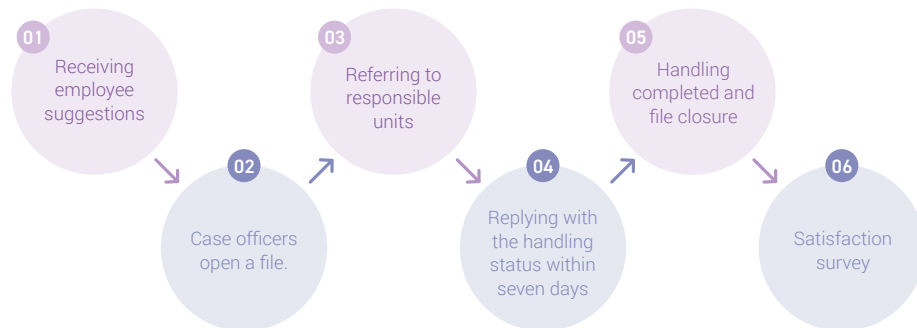 01
Receiving
employee
suggestions
02
Case officers
open a file.
03
Referring to
responsible
units
04
Replying with
the handling
status within
seven days
05
Handling
completed and
file closure
06
Satisfaction
survey